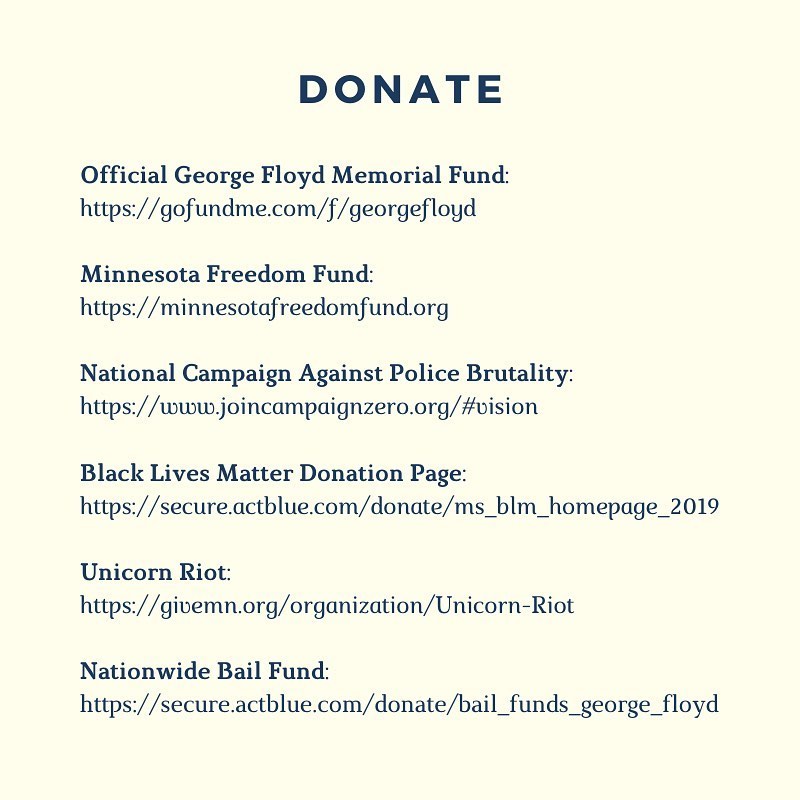 DONATE
Official George Floyd Memorial Fund:
https://gofundme.com/f/georgefloyd
Minnesota Freedom Fund:
https://minnesotafreedomfund.org
National Campaign Against Police Brutality:
https://www.joincampaignzero.org/#vision
Black Lives Matter Donation Page:
https://secure.actblue.com/donate/ms_blm_homepage_2019
Unicorn Riot:
https://givemn.org/organization/Unicorn-Riot
Nationwide Bail Fund:
https://secure.actblue.com/donate/bail_funds_george_floyd